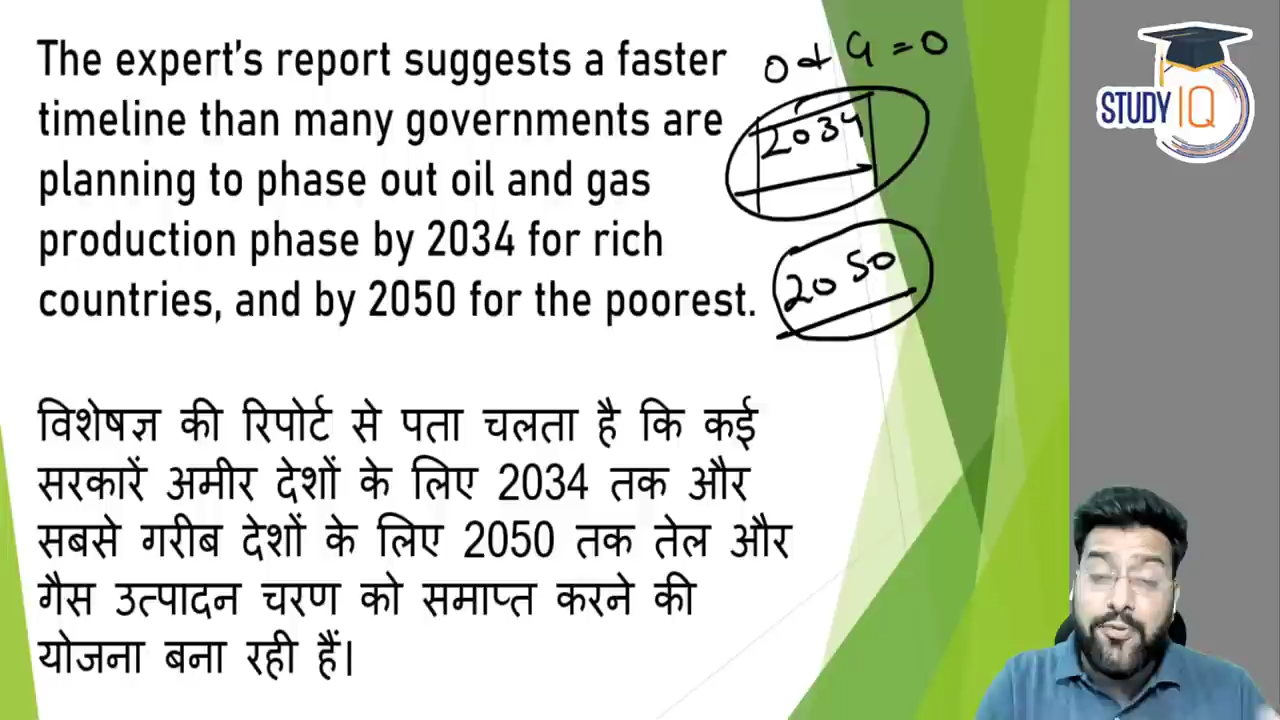 The expert's report suggests a faster
timeline than many governments are
planning to phase out oil and gas
production phase by 2034 for rich
countries, and by 2050 for the poorest.
O + G = 0
2034
2050
STUDY IQ
विशेषज्ञ की रिपोर्ट से पता चलता है कि कई
सरकारें अमीर देशों के लिए 2034 तक और
सबसे गरीब देशों के लिए 2050 तक तेल और
गैस उत्पादन चरण को समाप्त करने की
योजना बना रही हैं।